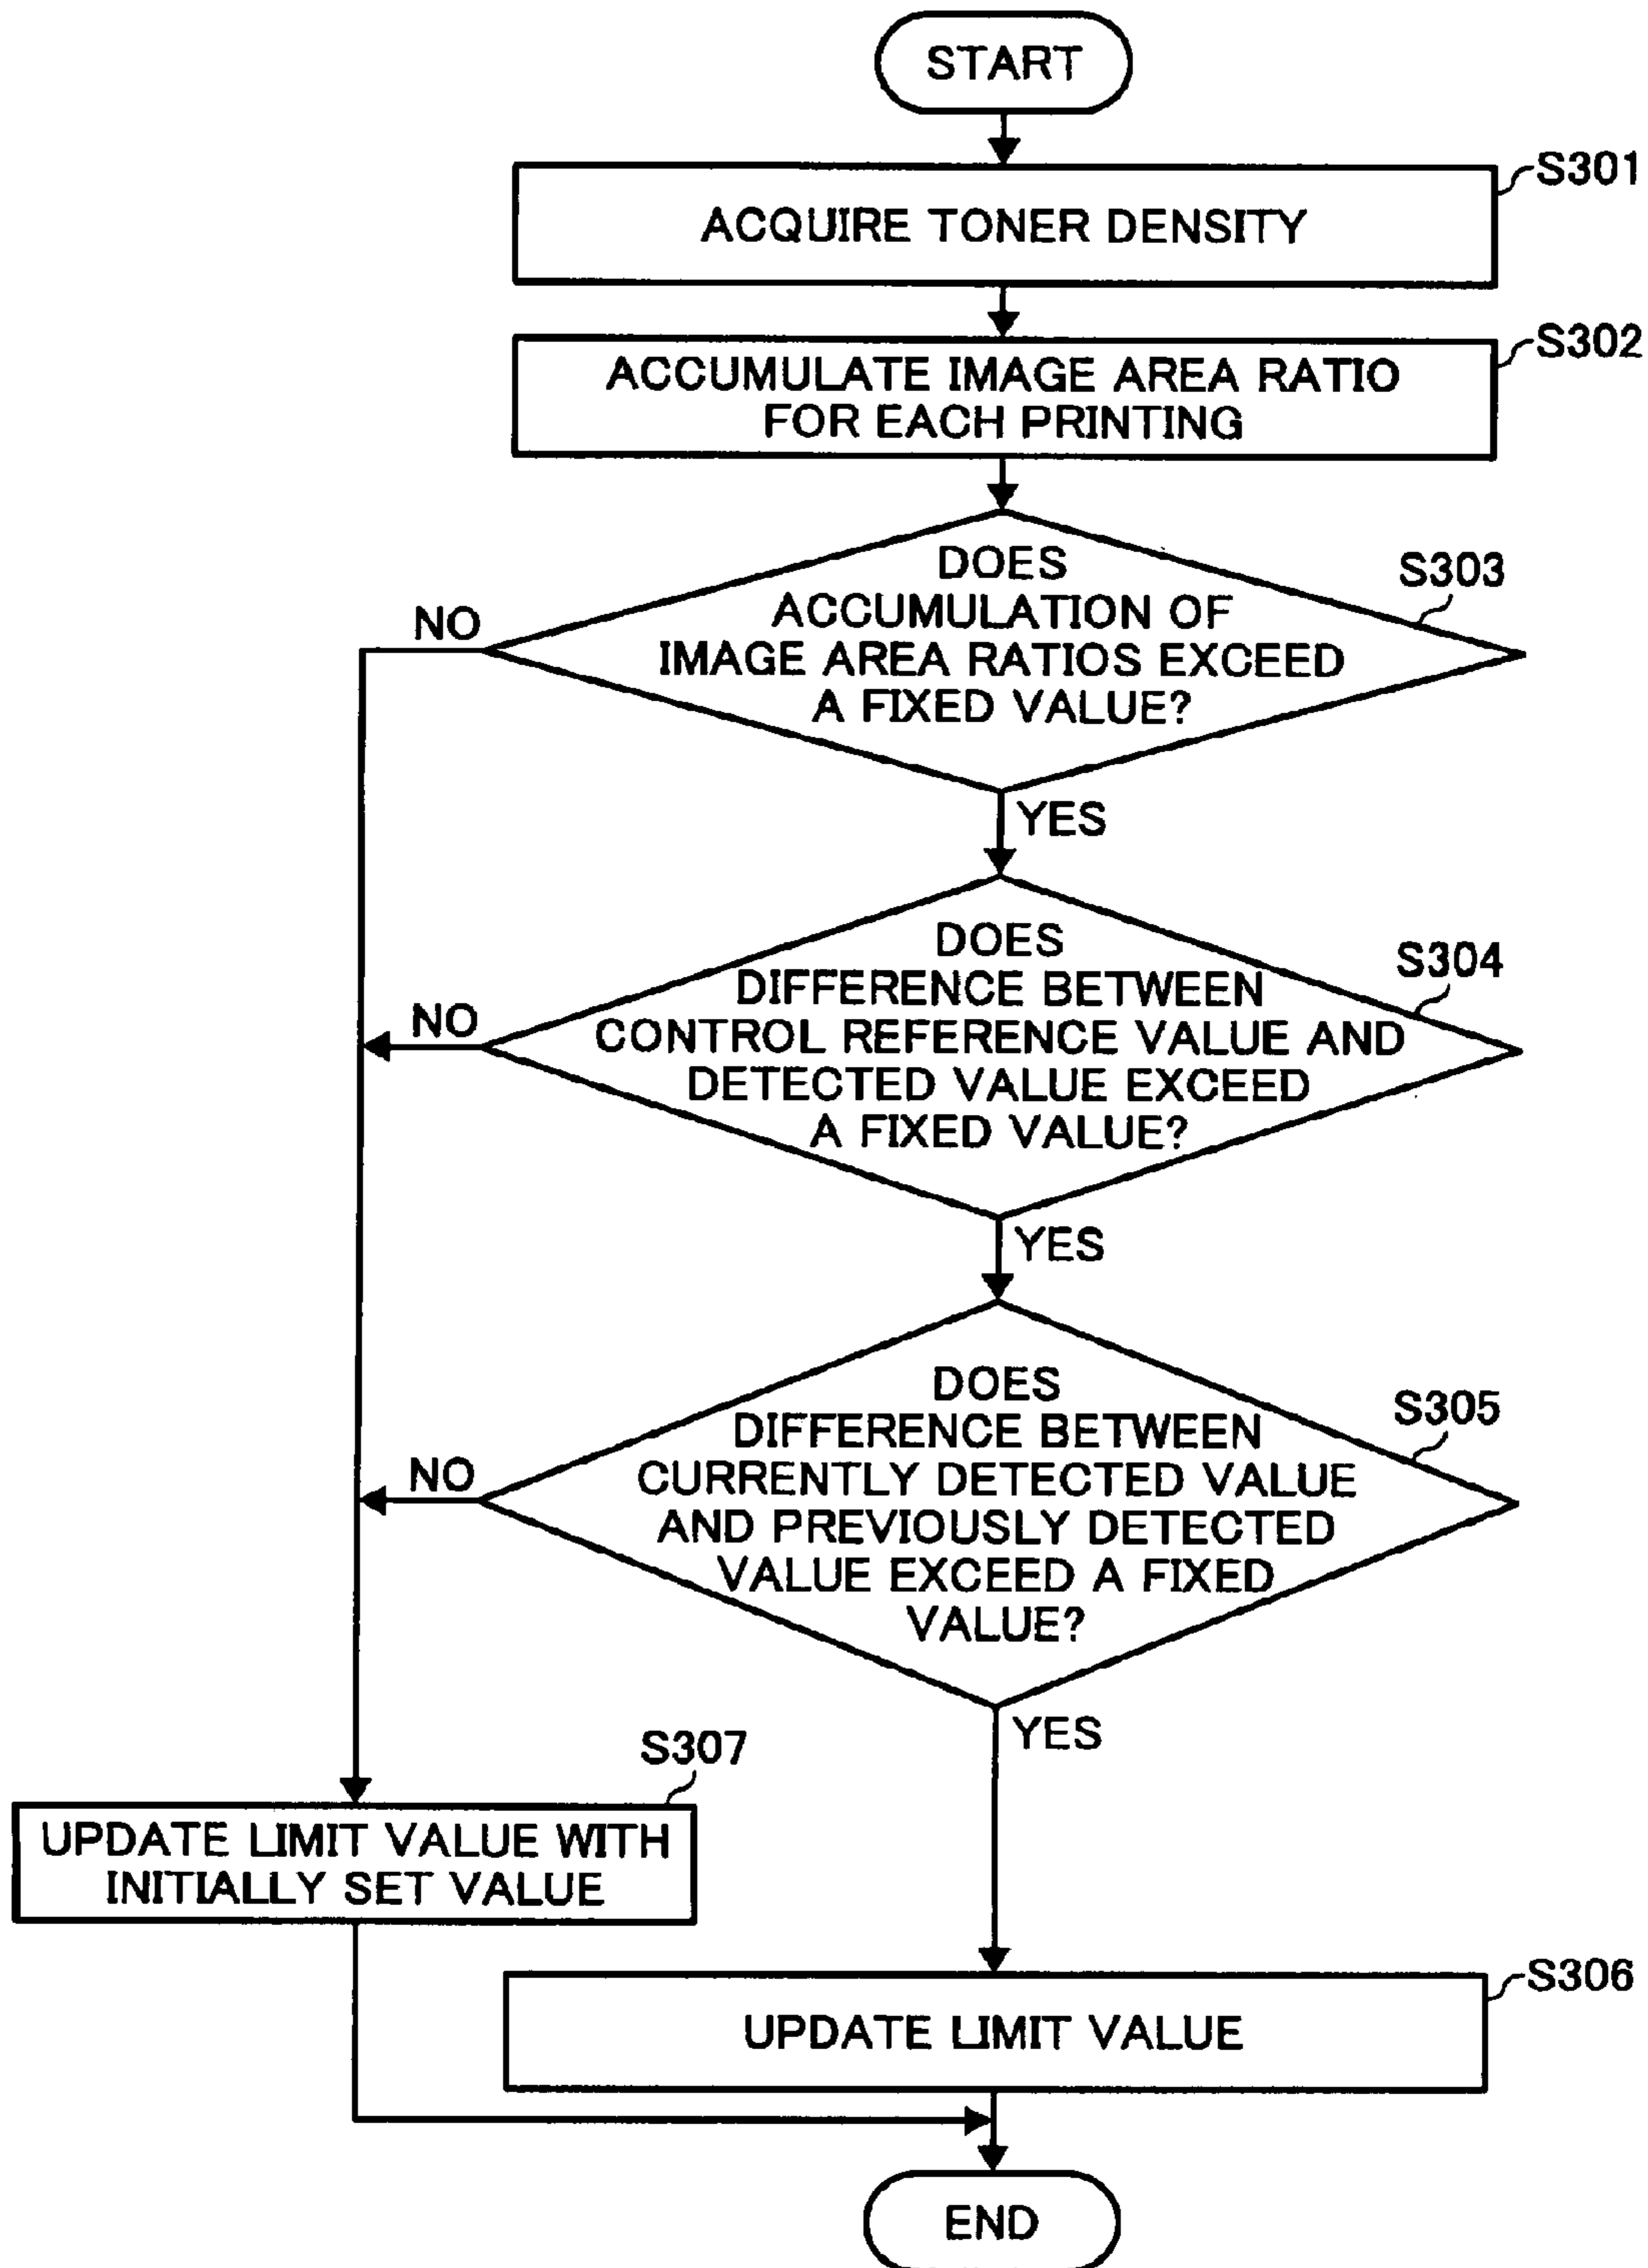 START
S301
ACQUIRE TONER DENSITY
S302
ACCUMULATE IMAGE AREA RATIO
FOR EACH PRINTING
S303
DOES
ACCUMULATION OF
IMAGE AREA RATIOS EXCEED
A FIXED VALUE?
NO
YES
S304
DOES
DIFFERENCE BETWEEN
CONTROL REFERENCE VALUE AND
DETECTED VALUE EXCEED
A FIXED VALUE?
NO
YES
S305
DOES
DIFFERENCE BETWEEN
CURRENTLY DETECTED VALUE
AND PREVIOUSLY DETECTED
VALUE EXCEED A FIXED
VALUE?
NO
YES
S307
UPDATE LIMIT VALUE WITH
INITIALLY SET VALUE
S306
UPDATE LIMIT VALUE
END